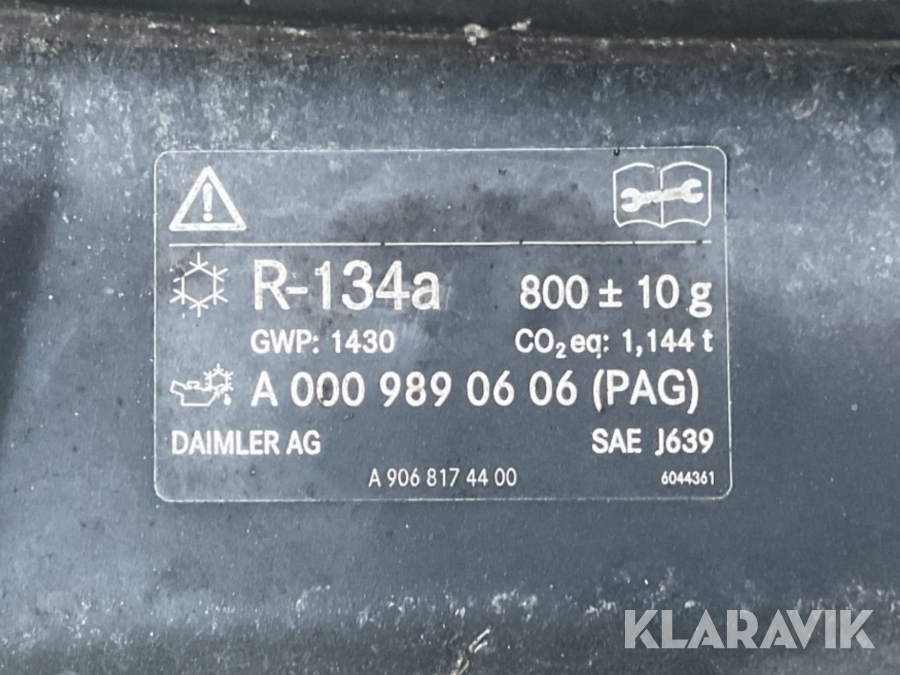 R-134a 800 ± 10 g
GWP: 1430 CO₂ eq: 1,144 t
A 000 989 06 06 (PAG)
DAIMLER AG SAE J639
A 906 817 44 00 6044361
KLARAVIK